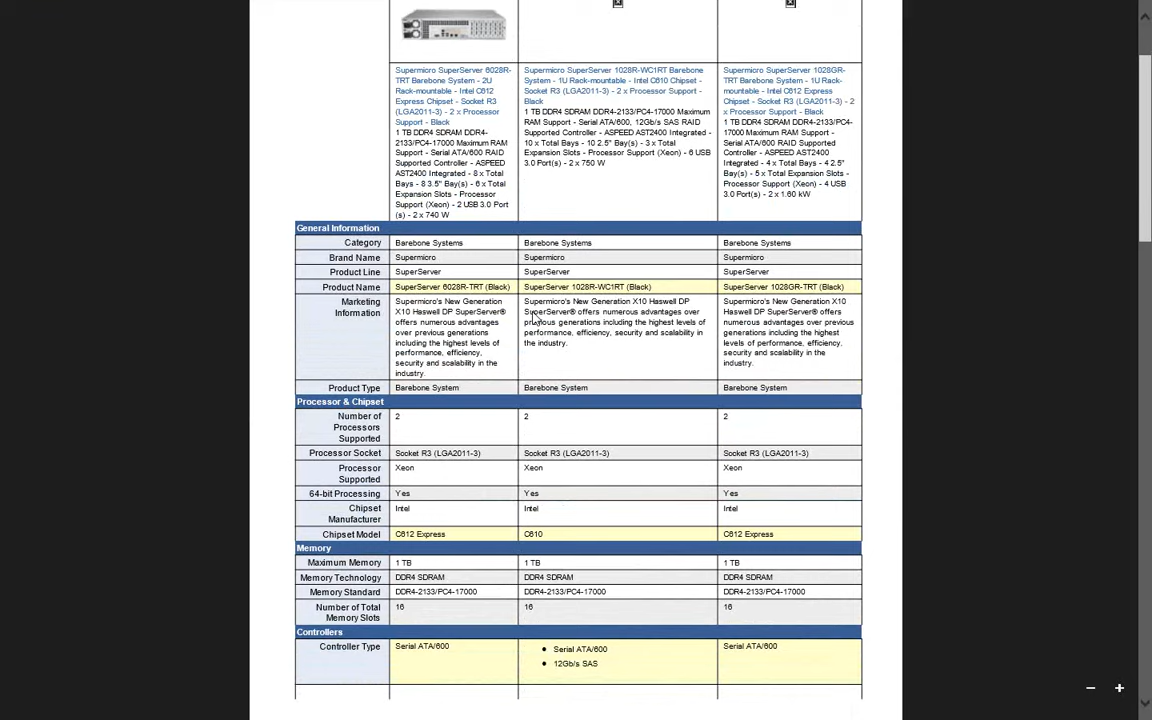 Supermicro SuperServer 6028R-
TRT Barebone System - 2U
Rack-mountable - Intel C612
Express Chipset - Socket R3
(LGA2011-3) - 2 x Processor
Support - Black
1 TB DDR4 SDRAM DDR4-
2133/PC4-17000 Maximum RAM
Support - Serial ATA/600 RAID
Supported Controller - ASPEED
AST2400 Integrated - 8 x Total
Bays - 8 3.5" Bay(s) - 6 x Total
Expansion Slots - Processor
Support (Xeon) - 2 USB 3.0 Port
(s) - 2 x 740 W
Supermicro SuperServer 1028R-WC1RT Barebone
System - 1U Rack-mountable - Intel C610 Chipset -
Socket R3 (LGA2011-3) - 2 x Processor Support -
Black
1 TB DDR4 SDRAM DDR4-2133/PC4-17000 Maximum
RAM Support - Serial ATA/600, 12Gb/s SAS RAID
Supported Controller - ASPEED AST2400 Integrated -
10 x Total Bays - 10 2.5" Bay(s) - 3 x Total
Expansion Slots - Processor Support (Xeon) - 6 USB
3.0 Port(s) - 2 x 750 W
Supermicro SuperServer 1028GR-
TRT Barebone System - 1U Rack-
mountable - Intel C612 Express
Chipset - Socket R3 (LGA2011-3) - 2
x Processor Support - Black
1 TB DDR4 SDRAM DDR4-2133/PC4-
17000 Maximum RAM Support -
Serial ATA/600 RAID Supported
Controller - ASPEED AST2400
Integrated - 4 x Total Bays - 4 2.5"
Bay(s) - 5 x Total Expansion Slots -
Processor Support (Xeon) - 4 USB
3.0 Port(s) - 2 x 1.60 kW
General Information
Category Barebone Systems Barebone Systems Barebone Systems
Brand Name Supermicro Supermicro Supermicro
Product Line SuperServer SuperServer SuperServer
Product Name SuperServer 6028R-TRT (Black) SuperServer 1028R-WC1RT (Black) SuperServer 1028GR-TRT (Black)
Marketing
Information
Supermicro's New Generation
X10 Haswell DP SuperServer®
offers numerous advantages
over previous generations
including the highest levels of
performance, efficiency,
security and scalability in the
industry.
Supermicro's New Generation X10 Haswell DP
SuperServer® offers numerous advantages over
previous generations including the highest levels of
performance, efficiency, security and scalability in
the industry.
Supermicro's New Generation X10
Haswell DP SuperServer® offers
numerous advantages over previous
generations including the highest
levels of performance, efficiency,
security and scalability in the
industry.
Product Type Barebone System Barebone System Barebone System
Processor & Chipset
Number of
Processors
Supported
2 2 2
Processor Socket Socket R3 (LGA2011-3) Socket R3 (LGA2011-3) Socket R3 (LGA2011-3)
Processor
Supported
Xeon Xeon Xeon
64-bit Processing Yes Yes Yes
Chipset
Manufacturer
Intel Intel Intel
Chipset Model C612 Express C610 C612 Express
Memory
Maximum Memory 1 TB 1 TB 1 TB
Memory Technology DDR4 SDRAM DDR4 SDRAM DDR4 SDRAM
Memory Standard DDR4-2133/PC4-17000 DDR4-2133/PC4-17000 DDR4-2133/PC4-17000
Number of Total
Memory Slots
16 16 16
Controllers
Controller Type Serial ATA/600
• Serial ATA/600
• 12Gb/s SAS
Serial ATA/600